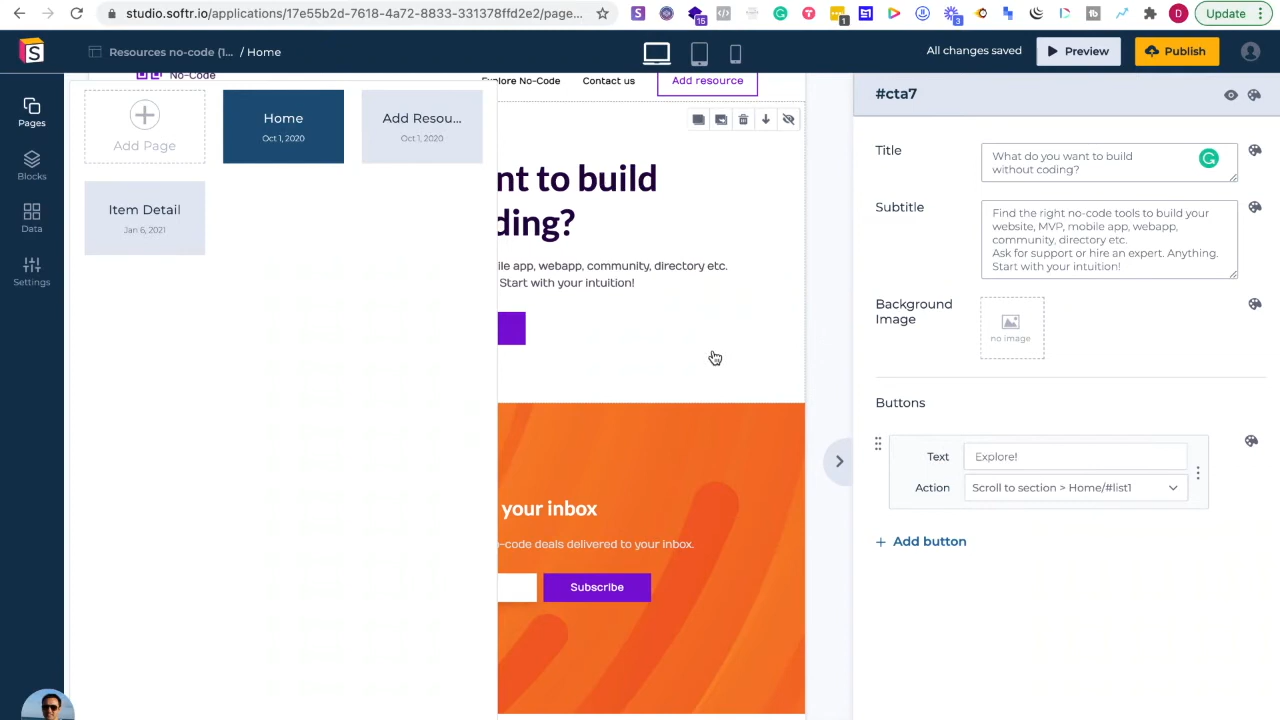 studio.softr.io/applications/17e55b2d-7618-4a72-8833-331378ffd2e2/page...
15
1
3
D
Update
S
Resources no-code (1... / Home
All changes saved
Preview
Publish
Pages
Blocks
Data
Settings
No-Code
Explore No-Code
Contact us
Add resource
Add Page
Home
Oct 1, 2020
Add Resou...
Oct 1, 2020
Item Detail
Jan 6, 2021
nt to build
ding?
ile app, webapp, community, directory etc.
Start with your intuition!
your inbox
o-code deals delivered to your inbox.
Subscribe
#cta7
Title
What do you want to build
without coding?
Subtitle
Find the right no-code tools to build your
website, MVP, mobile app, webapp,
community, directory etc.
Ask for support or hire an expert. Anything.
Start with your intuition!
Background
Image
no image
Buttons
Text
Explore!
Action
Scroll to section > Home/#list1
+ Add button